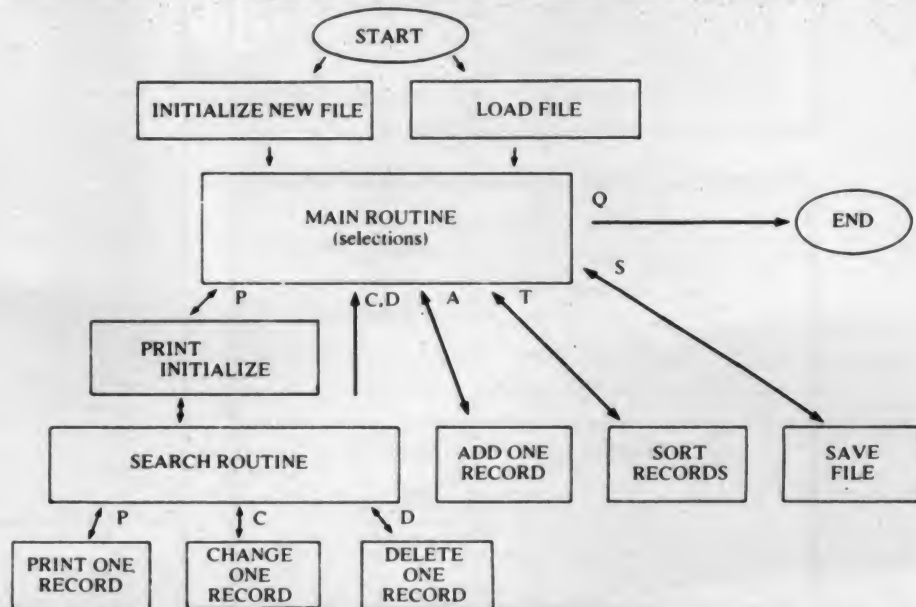 START
INITIALIZE NEW FILE
LOAD FILE
MAIN ROUTINE
(selections)
Q
END
S
P
C,D
A
T
PRINT
INITIALIZE
SEARCH ROUTINE
ADD ONE
RECORD
SORT
RECORDS
SAVE
FILE
P
C
D
PRINT ONE
RECORD
CHANGE
ONE
RECORD
DELETE
ONE
RECORD